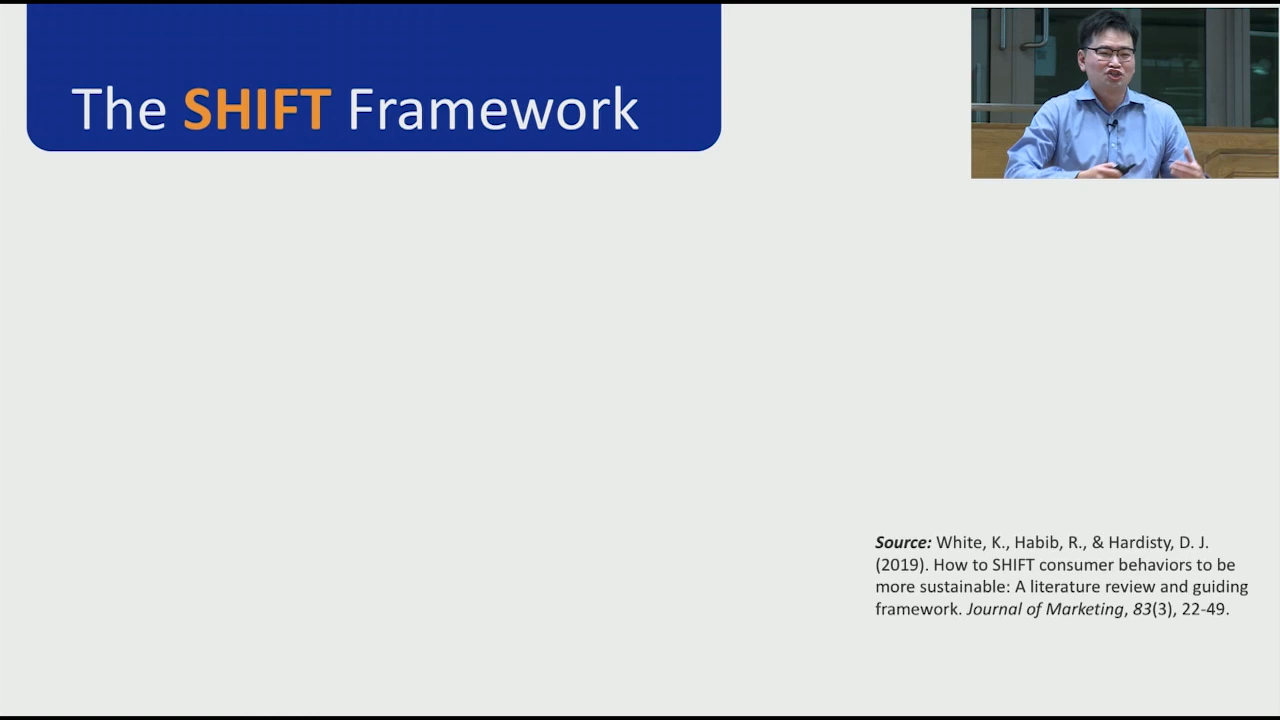 The SHIFT Framework
Source: White, K., Habib, R., & Hardisty, D. J.
(2019). How to SHIFT consumer behaviors to be
more sustainable: A literature review and guiding
framework. Journal of Marketing, 83(3), 22-49.